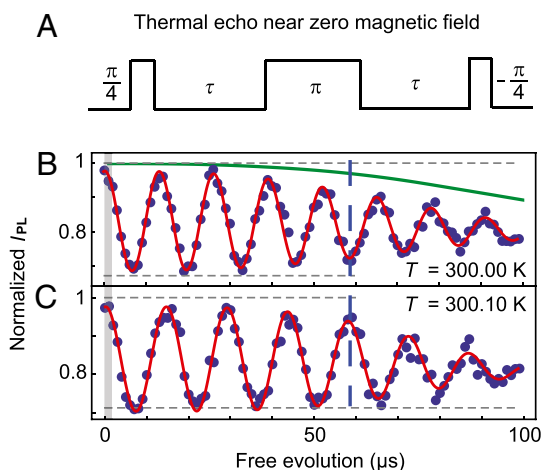 A Thermal echo near zero magnetic field
π/4 τ π τ -π/4
B
1
0.8
T = 300.00 K
C
1
0.8
T = 300.10 K
Normalized I_PL
0 50 100
Free evolution (μs)